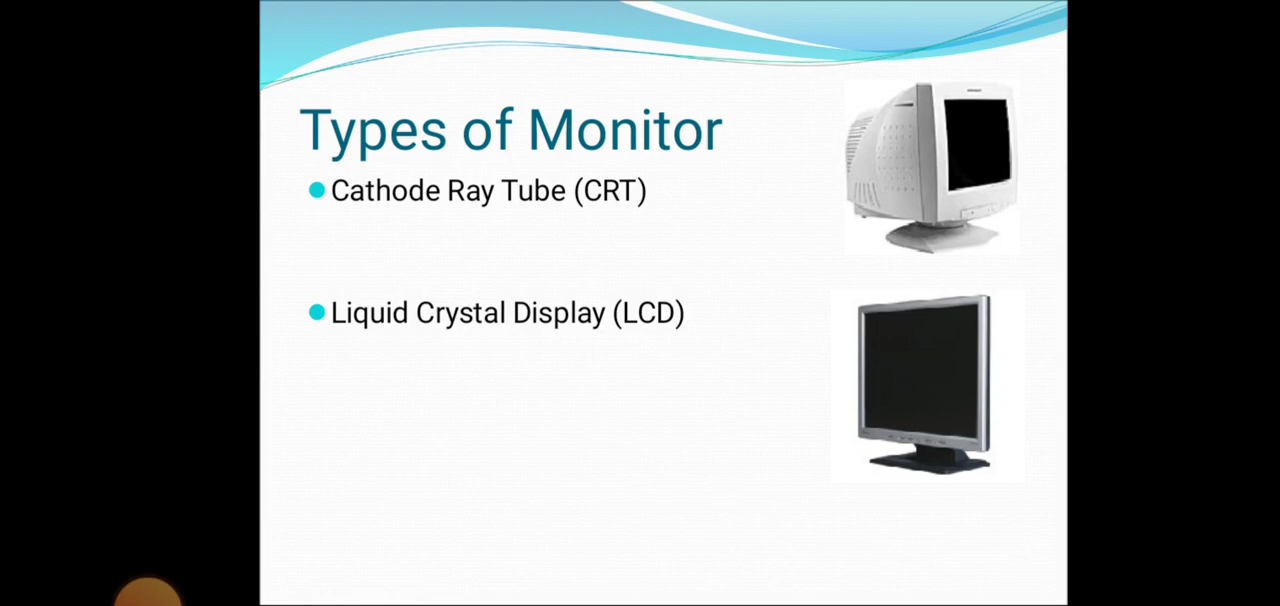 Types of Monitor
Cathode Ray Tube (CRT)
Liquid Crystal Display (LCD)